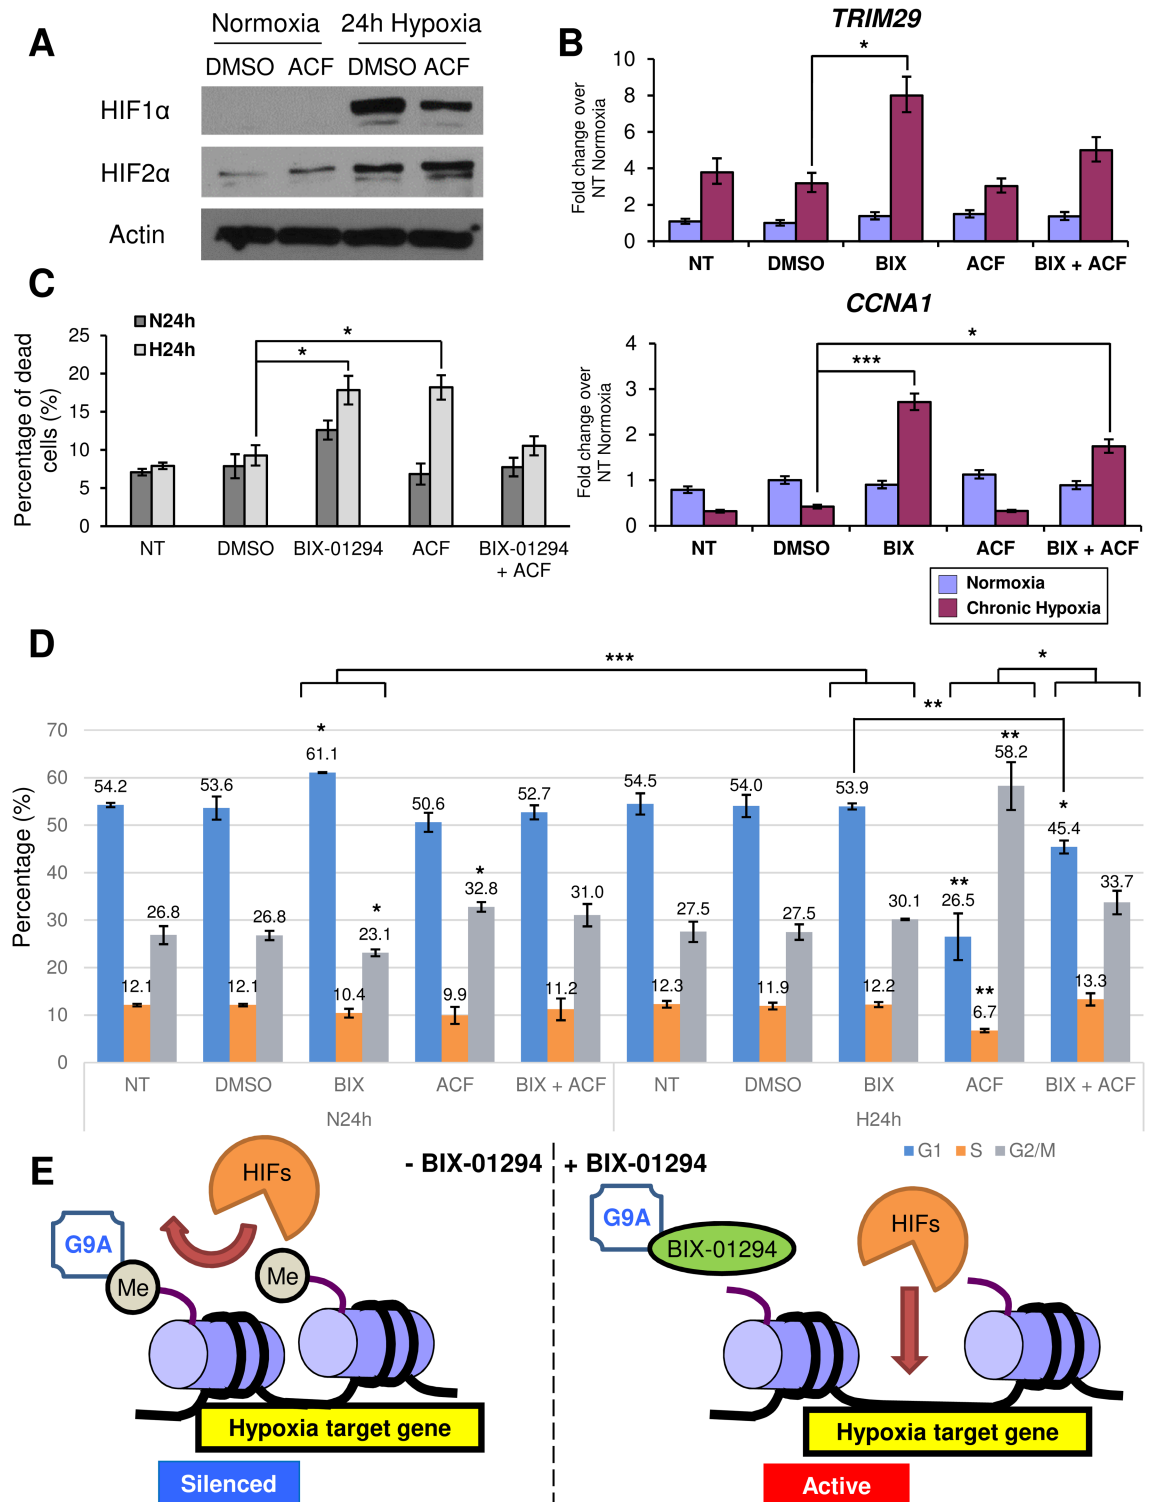 A
Normoxia 24h Hypoxia
DMSO ACF DMSO ACF
HIF1α
HIF2α
Actin
B
TRIM29
*
Fold change over
NT Normoxia
10
8
6
4
2
0
NT DMSO BIX ACF BIX + ACF
CCNA1
*
***
Fold change over
NT Normoxia
4
3
2
1
0
NT DMSO BIX ACF BIX + ACF
Normoxia
Chronic Hypoxia
C
N24h
H24h
*
*
Percentage of dead
cells (%)
25
20
15
10
5
0
NT DMSO BIX-01294 ACF BIX-01294
+ ACF
D
***
*
**
Percentage (%)
70
60
50
40
30
20
10
0
54.2 12.1 26.8
53.6 12.1 26.8
* 61.1 10.4 * 23.1
50.6 9.9 * 32.8
52.7 11.2 31.0
54.5 12.3 27.5
54.0 11.9 27.5
53.9 12.2 30.1
** 26.5 ** 6.7 ** 58.2
* 45.4 13.3 33.7
NT DMSO BIX ACF BIX + ACF NT DMSO BIX ACF BIX + ACF
N24h H24h
G1 S G2/M
E
- BIX-01294 + BIX-01294
HIFs
G9A
Me
Me
Hypoxia target gene
Silenced
G9A
BIX-01294
HIFs
Hypoxia target gene
Active